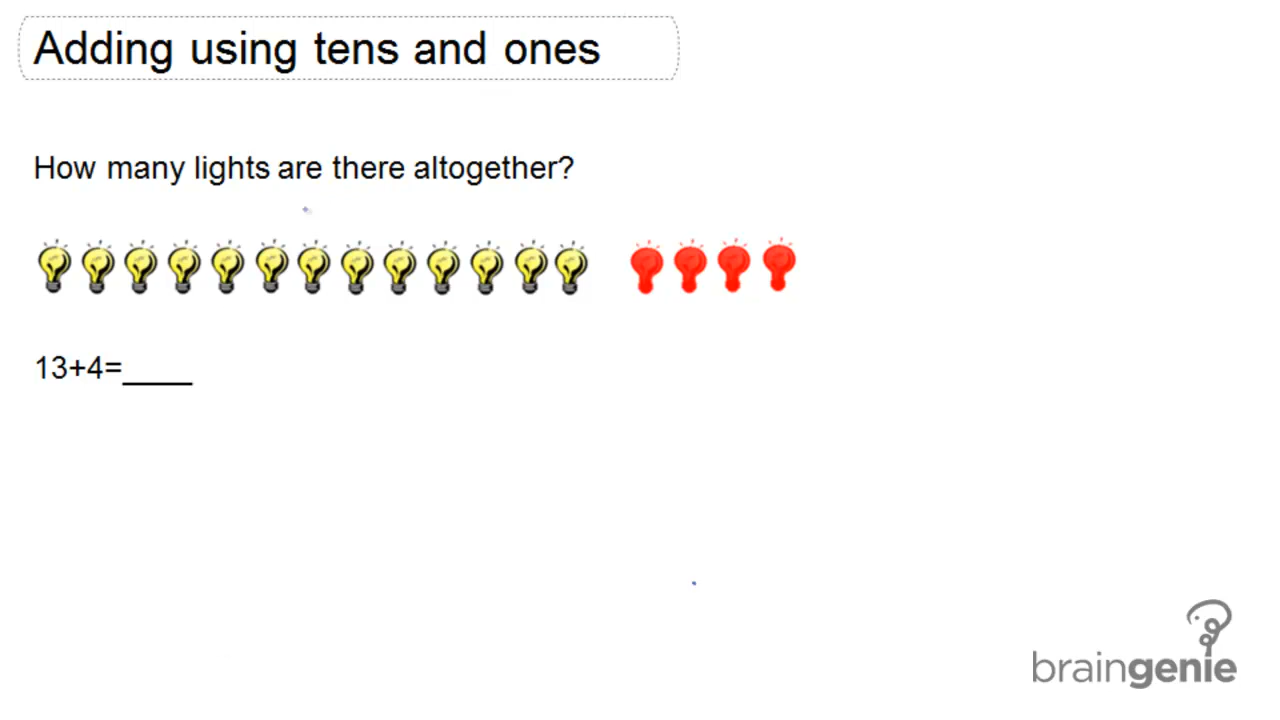 Adding using tens and ones
How many lights are there altogether?
13+4=____
braingenie